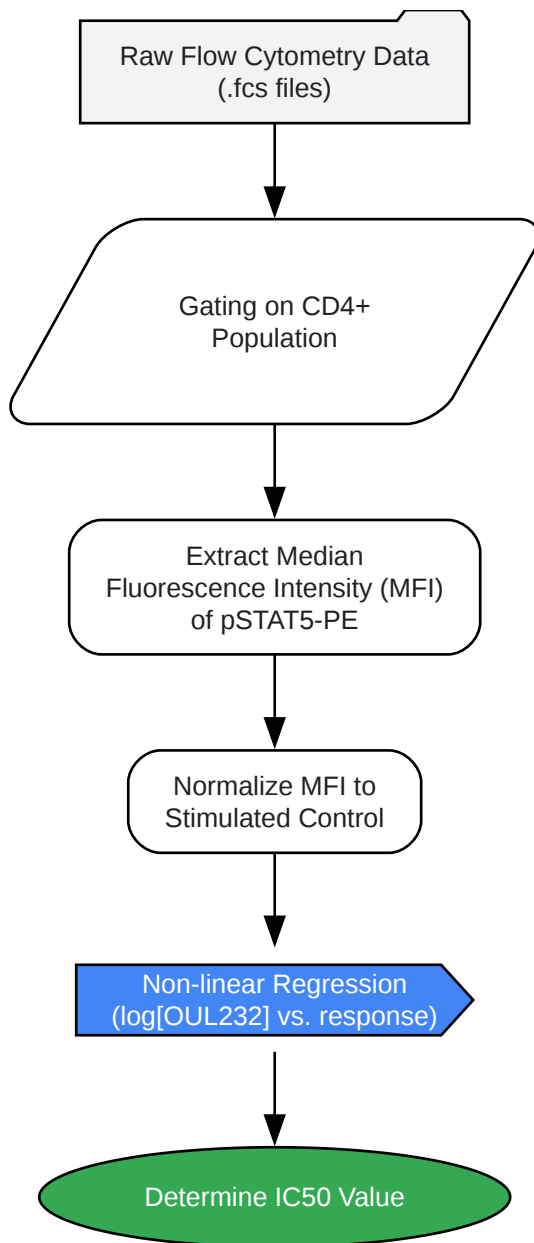 Raw Flow Cytometry Data
(.fcs files)
Gating on CD4+
Population
Extract Median
Fluorescence Intensity (MFI)
of pSTAT5-PE
Normalize MFI to
Stimulated Control
Non-linear Regression
(log[OUL232] vs. response)
Determine IC50 Value